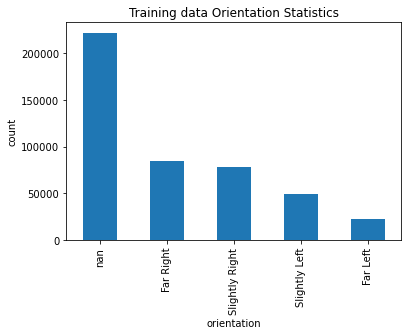 Training data Orientation Statistics
200000
150000
100000
50000
0
count
nan
Far Right
Slightly Right
Slightly Left
Far Left
orientation